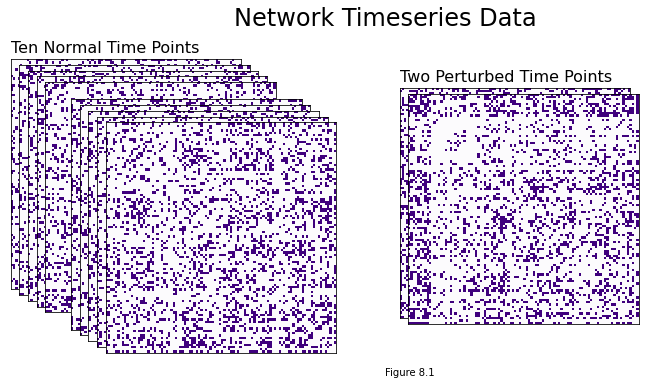 Network Timeseries Data
Ten Normal Time Points
Two Perturbed Time Points
Figure 8.1